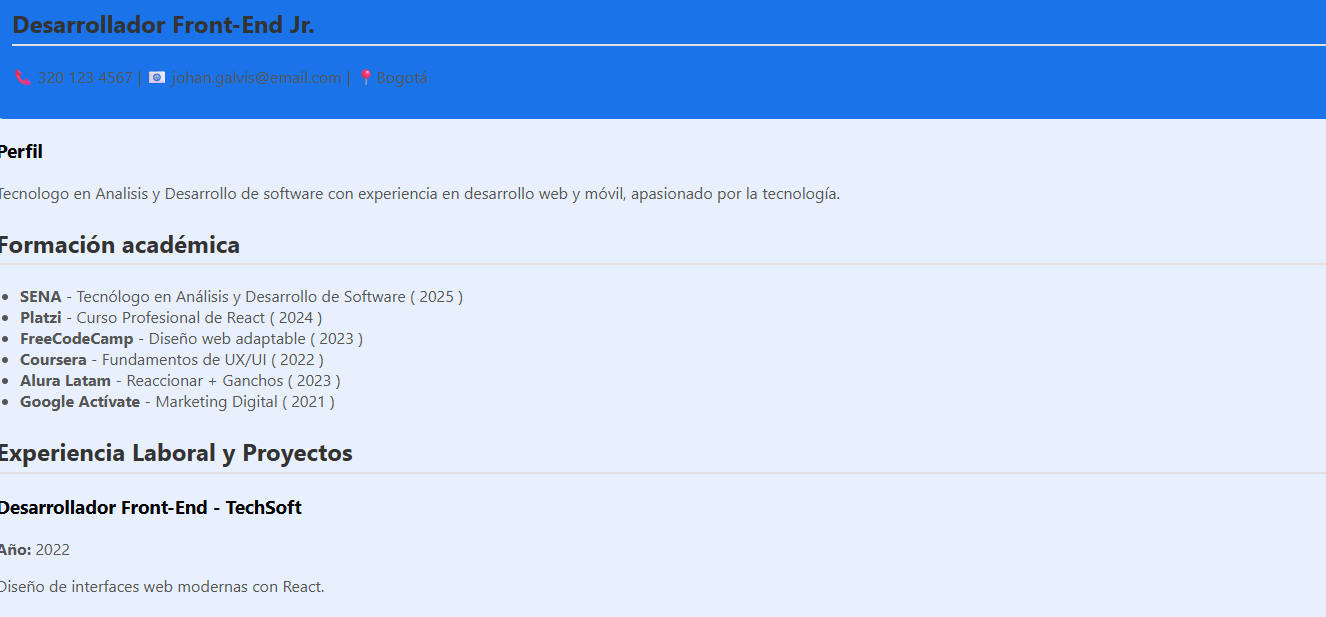 Desarrollador Front-End Jr.
📞 320 123 4567 | 📧 johan.galvis@email.com | 📍 Bogotá
Perfil
Tecnologo en Analisis y Desarrollo de software con experiencia en desarrollo web y móvil, apasionado por la tecnología.
Formación académica
• SENA - Tecnólogo en Análisis y Desarrollo de Software ( 2025 )
• Platzi - Curso Profesional de React ( 2024 )
• FreeCodeCamp - Diseño web adaptable ( 2023 )
• Coursera - Fundamentos de UX/UI ( 2022 )
• Alura Latam - Reaccionar + Ganchos ( 2023 )
• Google Actívate - Marketing Digital ( 2021 )
Experiencia Laboral y Proyectos
Desarrollador Front-End - TechSoft
Año: 2022
Diseño de interfaces web modernas con React.